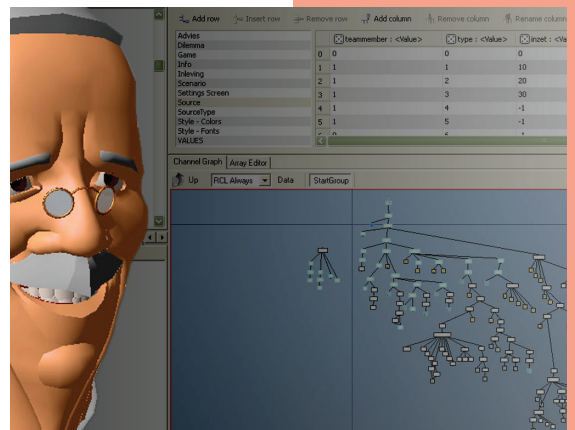 Add row Insert row Remove row Add column Remove column Rename column
Advies
Dilemma
Game
Info
Inleving
Scenario
Settings Screen
Source
SourceType
Style - Colors
Style - Fonts
VALUES
teammember : <Value> type : <Value> inzet : <Va
0 0 0 0
1 1 1 10
2 1 2 20
3 1 3 30
4 1 4 -1
5 1 5 -1
Channel Graph Array Editor
Up RCL Always Data StartGroup